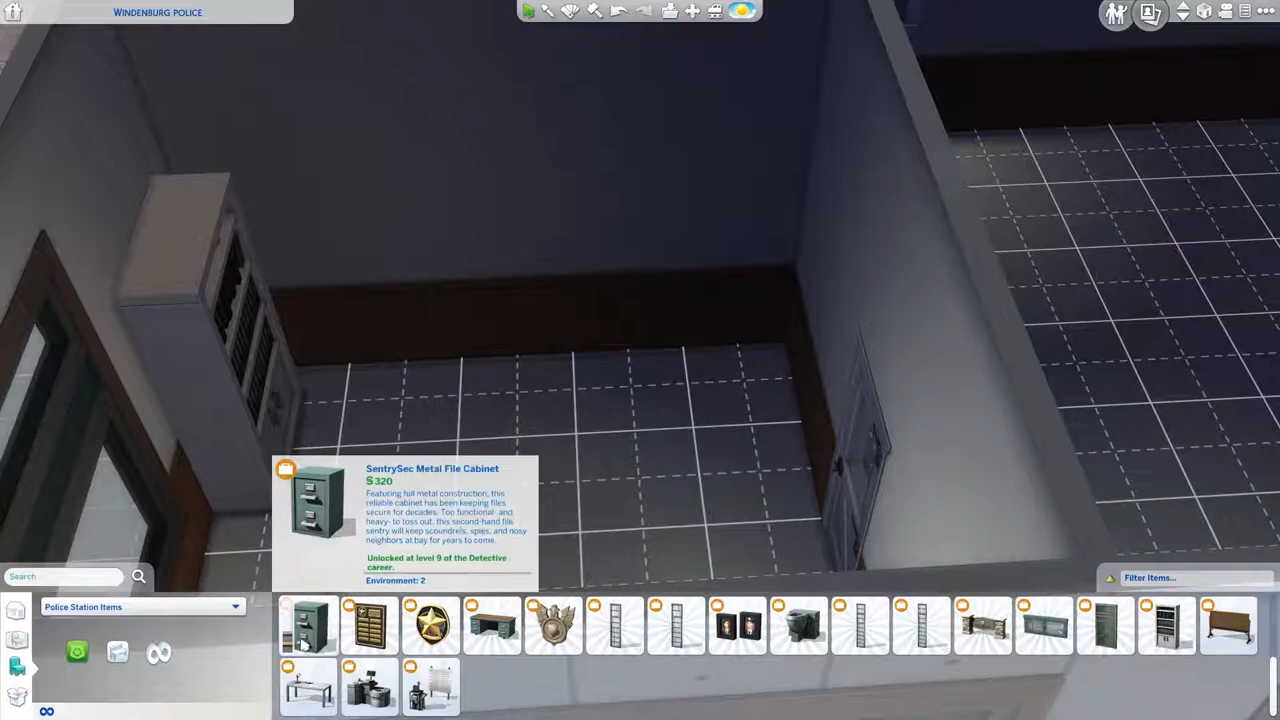 WINDENBURG POLICE
SentrySec Metal File Cabinet
§320
Featuring full metal construction, this
reliable cabinet has been keeping files
secure for decades. Too functional- and
heavy- to toss out, this second-hand file
sentry will keep scoundrels, spies, and nosy
neighbors at bay for years to come.
Unlocked at level 9 of the Detective
career.
Environment: 2
Search
Filter Items...
Police Station Items